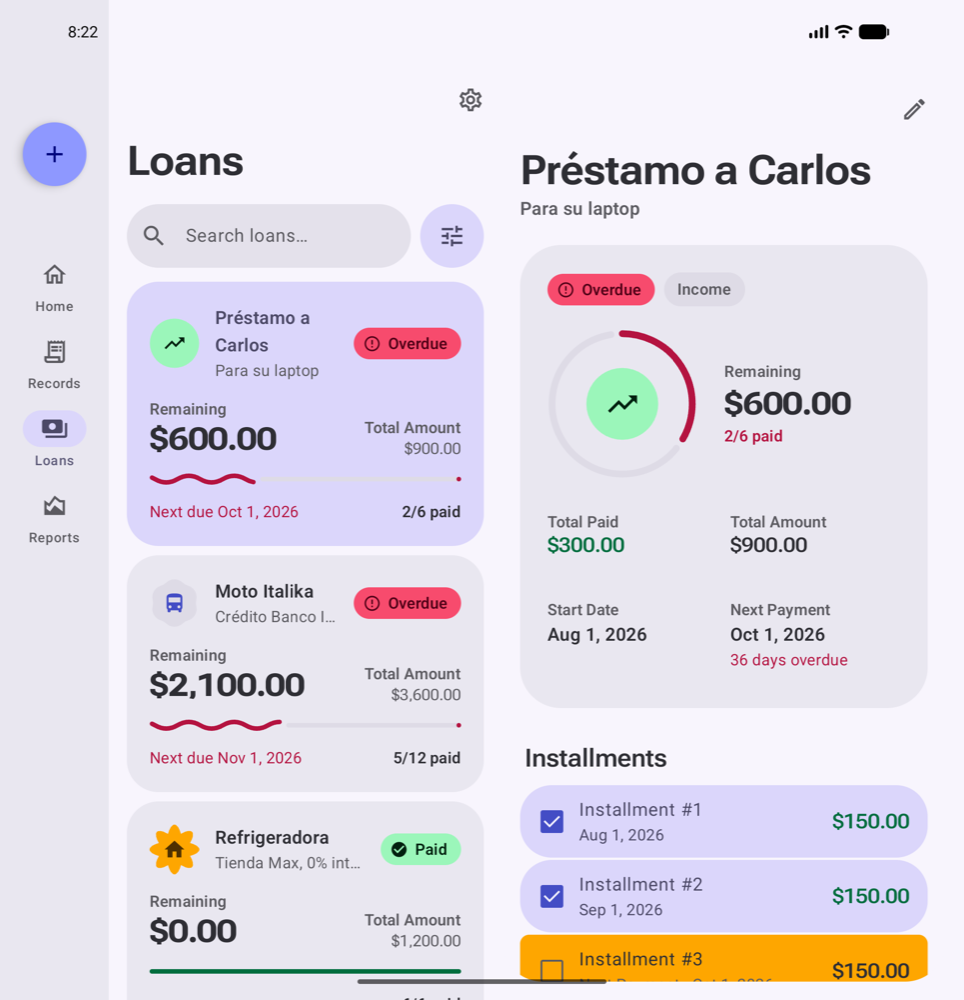 8:22
Home
Records
Loans
Reports
Loans
Search loans...
Préstamo a
Carlos
Para su laptop
Overdue
Remaining
$600.00
Total Amount
$900.00
Next due Oct 1, 2026
2/6 paid
Moto Italika
Crédito Banco I...
Overdue
Remaining
$2,100.00
Total Amount
$3,600.00
Next due Nov 1, 2026
5/12 paid
Refrigeradora
Tienda Max, 0% int...
Paid
Remaining
$0.00
Total Amount
$1,200.00
Préstamo a Carlos
Para su laptop
Overdue
Income
Remaining
$600.00
2/6 paid
Total Paid
$300.00
Total Amount
$900.00
Start Date
Aug 1, 2026
Next Payment
Oct 1, 2026
36 days overdue
Installments
Installment #1
Aug 1, 2026
$150.00
Installment #2
Sep 1, 2026
$150.00
Installment #3
$150.00